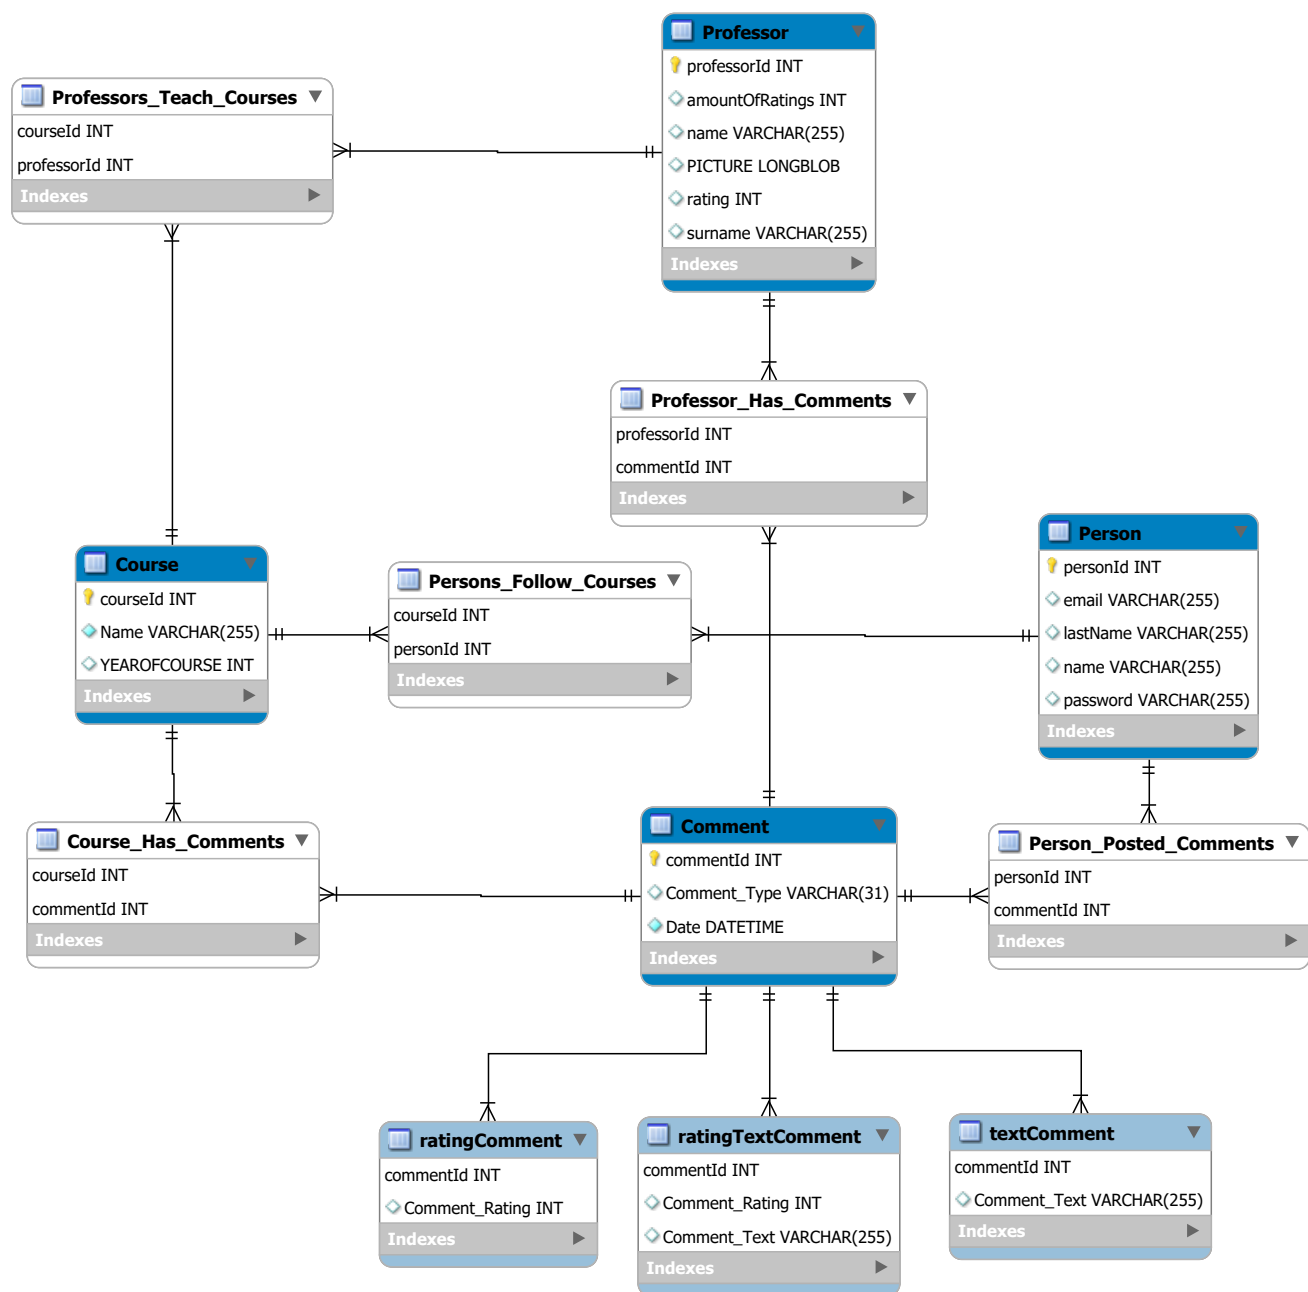 Professor
professorId INT
amountOfRatings INT
name VARCHAR(255)
PICTURE LONGBLOB
rating INT
surname VARCHAR(255)
Indexes
Professors_Teach_Courses
courseId INT
professorId INT
Indexes
Professor_Has_Comments
professorId INT
commentId INT
Indexes
Course
courseId INT
Name VARCHAR(255)
YEAROFCOURSE INT
Indexes
Persons_Follow_Courses
courseId INT
personId INT
Indexes
Person
personId INT
email VARCHAR(255)
lastName VARCHAR(255)
name VARCHAR(255)
password VARCHAR(255)
Indexes
Course_Has_Comments
courseId INT
commentId INT
Indexes
Comment
commentId INT
Comment_Type VARCHAR(31)
Date DATETIME
Indexes
Person_Posted_Comments
personId INT
commentId INT
Indexes
ratingComment
commentId INT
Comment_Rating INT
Indexes
ratingTextComment
commentId INT
Comment_Rating INT
Comment_Text VARCHAR(255)
Indexes
textComment
commentId INT
Comment_Text VARCHAR(255)
Indexes